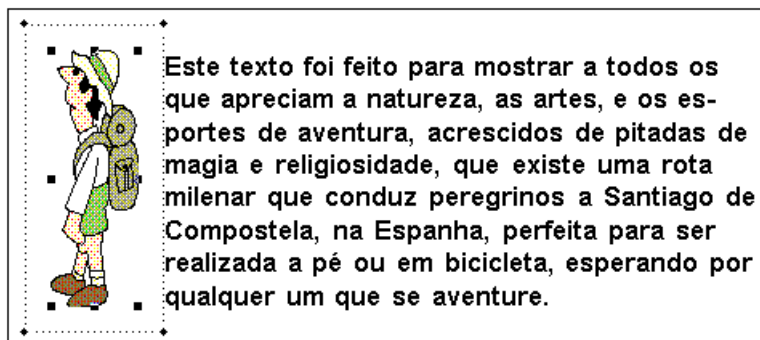 Este texto foi feito para mostrar a todos os
que apreciam a natureza, as artes, e os es-
portes de aventura, acrescidos de pitadas de
magia e religiosidade, que existe uma rota
milenar que conduz peregrinos a Santiago de
Compostela, na Espanha, perfeita para ser
realizada a pé ou em bicicleta, esperando por
qualquer um que se aventure.